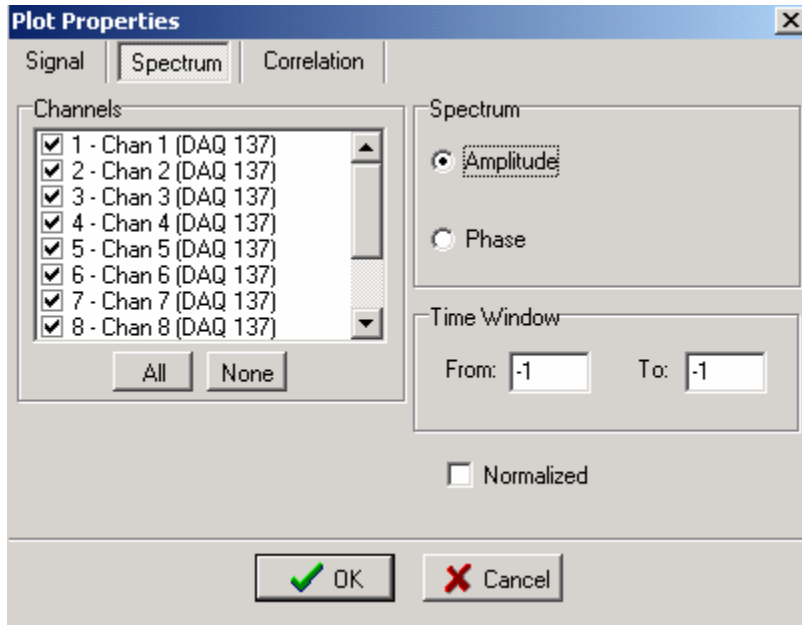 Plot Properties
Signal Spectrum Correlation
Channels
1 - Chan 1 (DAQ 137)
2 - Chan 2 (DAQ 137)
3 - Chan 3 (DAQ 137)
4 - Chan 4 (DAQ 137)
5 - Chan 5 (DAQ 137)
6 - Chan 6 (DAQ 137)
7 - Chan 7 (DAQ 137)
8 - Chan 8 (DAQ 137)
All None
Spectrum
Amplitude
Phase
Time Window
From: -1 To: -1
Normalized
OK Cancel